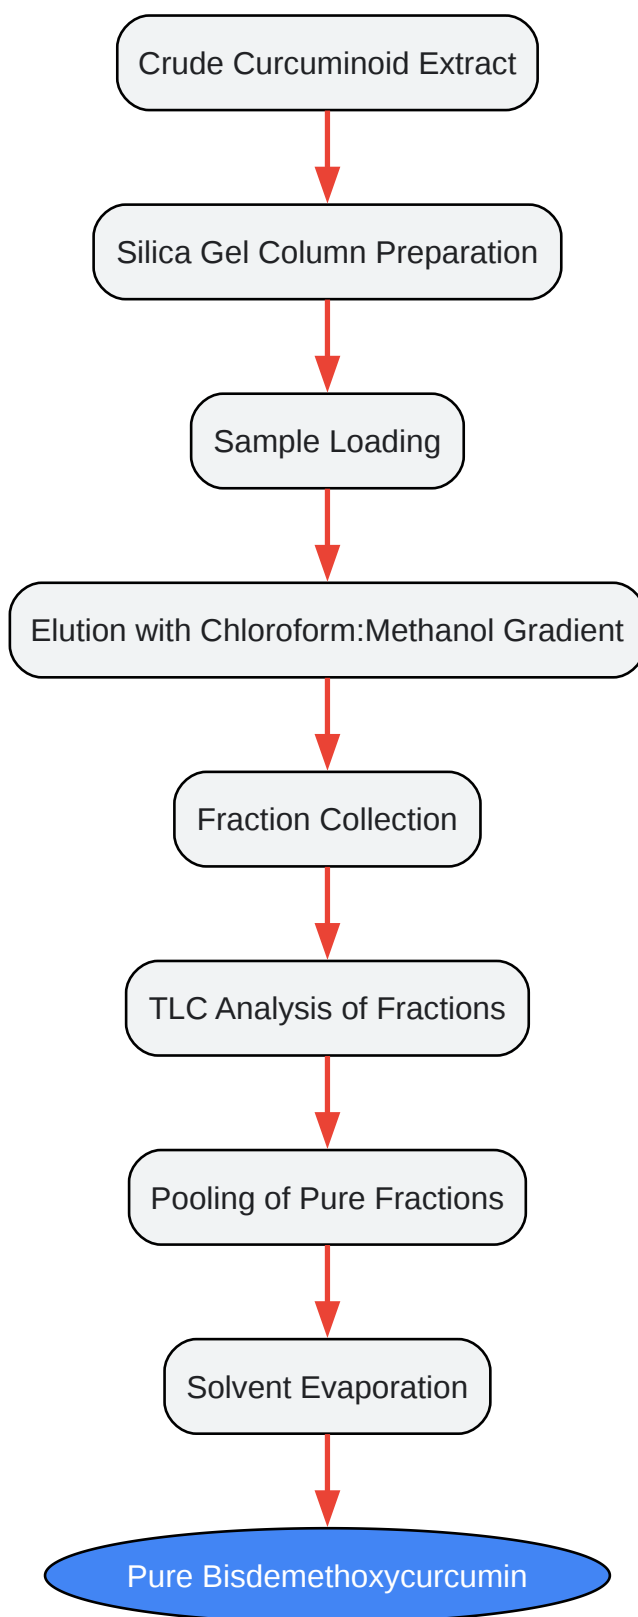 Crude Curcuminoid Extract
Silica Gel Column Preparation
Sample Loading
Elution with Chloroform:Methanol Gradient
Fraction Collection
TLC Analysis of Fractions
Pooling of Pure Fractions
Solvent Evaporation
Pure Bisdemethoxycurcumin